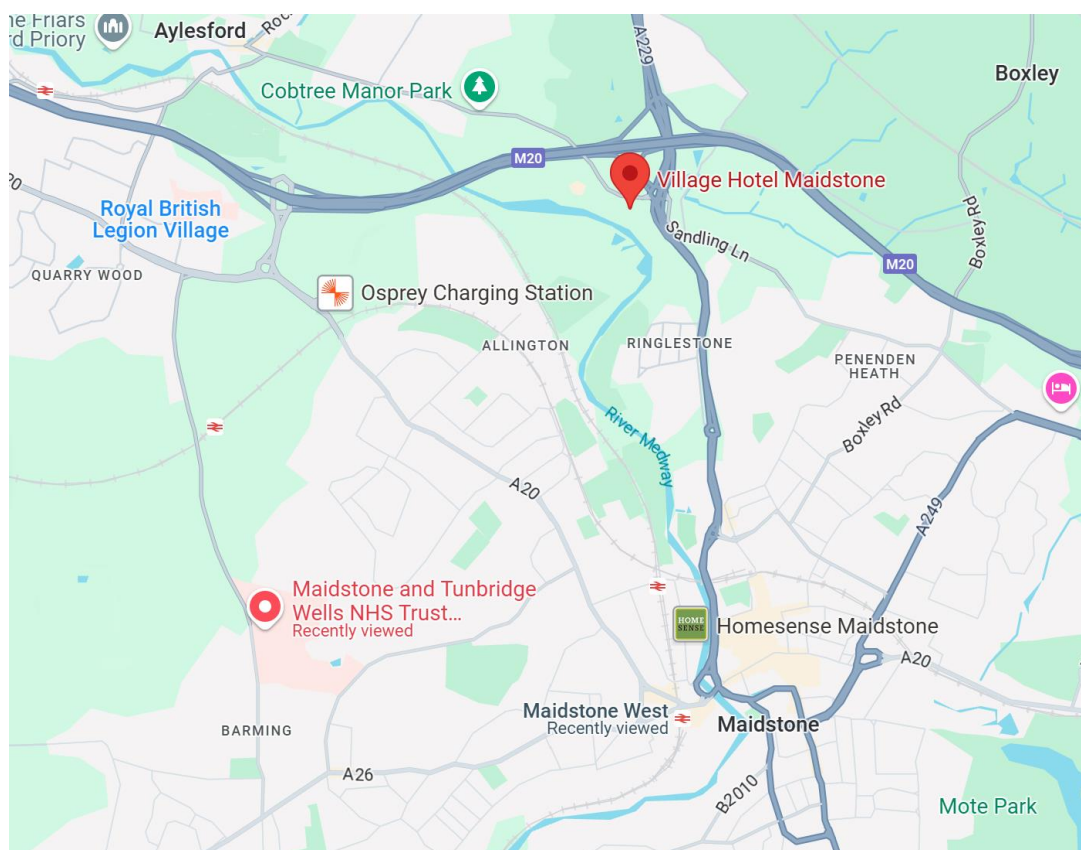 ne Friars
rd Priory
Aylesford
A229
Boxley
Cobtree Manor Park
M20
Village Hotel Maidstone
Royal British
Legion Village
Sandling Ln
Boxley Rd
M20
QUARRY WOOD
Osprey Charging Station
ALLINGTON
RINGLESTONE
PENENDEN
HEATH
Boxley Rd
River Medway
A20
A249
Maidstone and Tunbridge
Wells NHS Trust...
Recently viewed
HOME
SENSE
Homesense Maidstone
A20
Maidstone West
Recently viewed
Maidstone
BARMING
A26
B2010
Mote Park